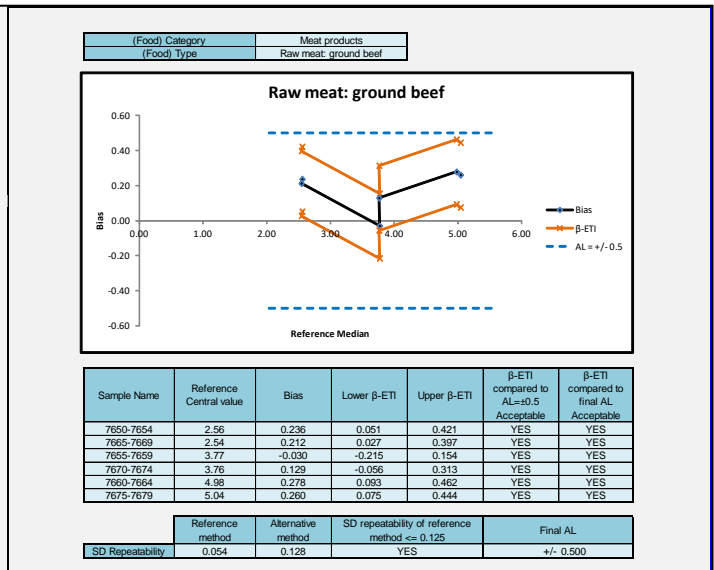 (Food) Category Meat products
(Food) Type Raw meat: ground beef
Raw meat: ground beef
0.60
0.40
0.20
0.00
-0.20
-0.40
-0.60
0.00 1.00 2.00 3.00 4.00 5.00 6.00
Bias
Reference Median
Bias
β-ETI
AL = +/- 0.5
Sample Name Reference Central value Bias Lower β-ETI Upper β-ETI β-ETI compared to AL=±0.5 Acceptable β-ETI compared to final AL Acceptable
7650-7654 2.56 0.236 0.051 0.421 YES YES
7665-7669 2.54 0.212 0.027 0.397 YES YES
7655-7659 3.77 -0.030 -0.215 0.154 YES YES
7670-7674 3.76 0.129 -0.056 0.313 YES YES
7660-7664 4.98 0.278 0.093 0.462 YES YES
7675-7679 5.04 0.260 0.075 0.444 YES YES
Reference method Alternative method SD repeatability of reference method <= 0.125 Final AL
SD Repeatability 0.054 0.128 YES +/- 0.500